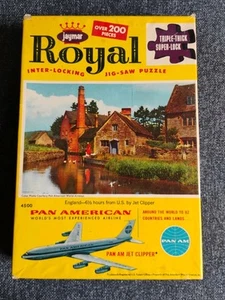 jaymar
OVER 200 PIECES
Royal
TRIPLE-THICK
SUPER-LOCK
INTER-LOCKING JIG-SAW PUZZLE
England—6½ hours from U.S. by Jet Clipper
4500
PAN AMERICAN
WORLD'S MOST EXPERIENCED AIRLINE
AROUND THE WORLD TO 82
COUNTRIES AND LANDS
PAN AM
PAN AM JET CLIPPER